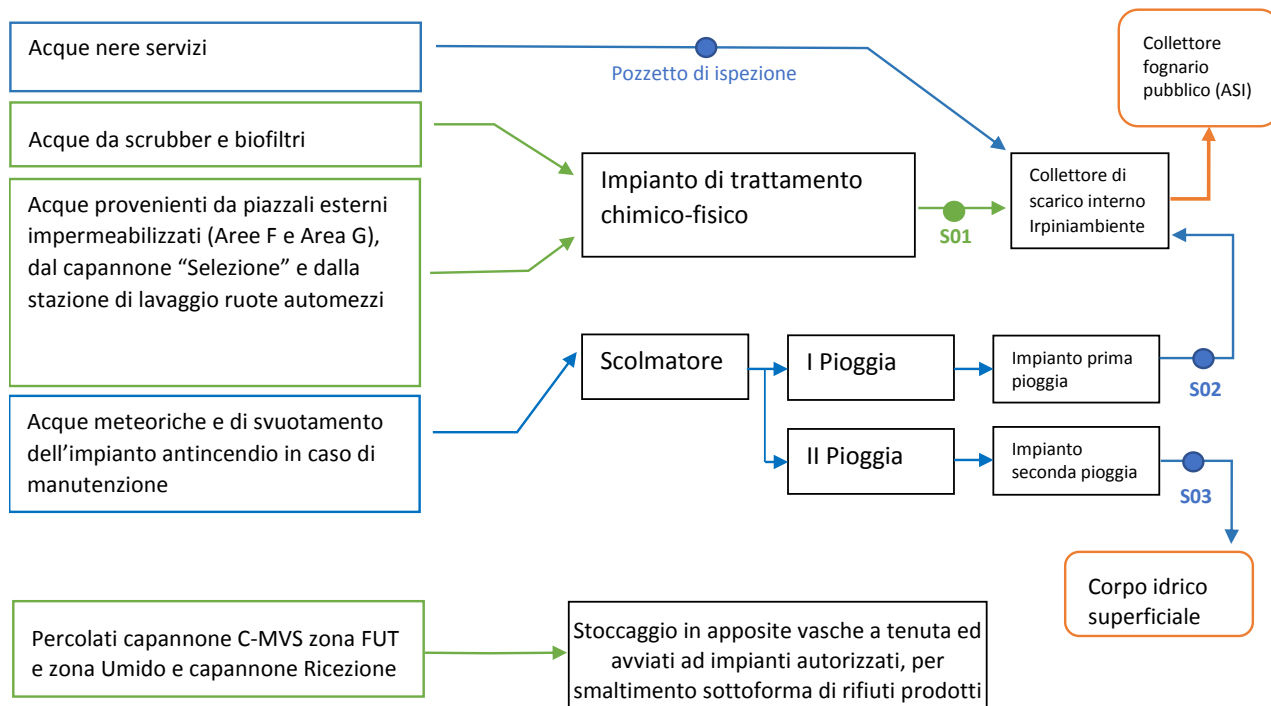 Acque nere servizi
Pozzetto di ispezione
Collettore
fognario
pubblico (ASI)
Acque da scrubber e biofiltri
Acque provenienti da piazzali esterni
impermeabilizzati (Aree F e Area G),
dal capannone “Selezione” e dalla
stazione di lavaggio ruote automezzi
Impianto di trattamento
chimico-fisico
S01
Collettore di
scarico interno
Irpiniambiente
Acque meteoriche e di svuotamento
dell’impianto antincendio in caso di
manutenzione
Scolmatore
I Pioggia
Impianto prima
pioggia
S02
II Pioggia
Impianto
seconda pioggia
S03
Corpo idrico
superficiale
Percolati capannone C-MVS zona FUT
e zona Umido e capannone Ricezione
Stoccaggio in apposite vasche a tenuta ed
avviati ad impianti autorizzati, per
smaltimento sottoforma di rifiuti prodotti